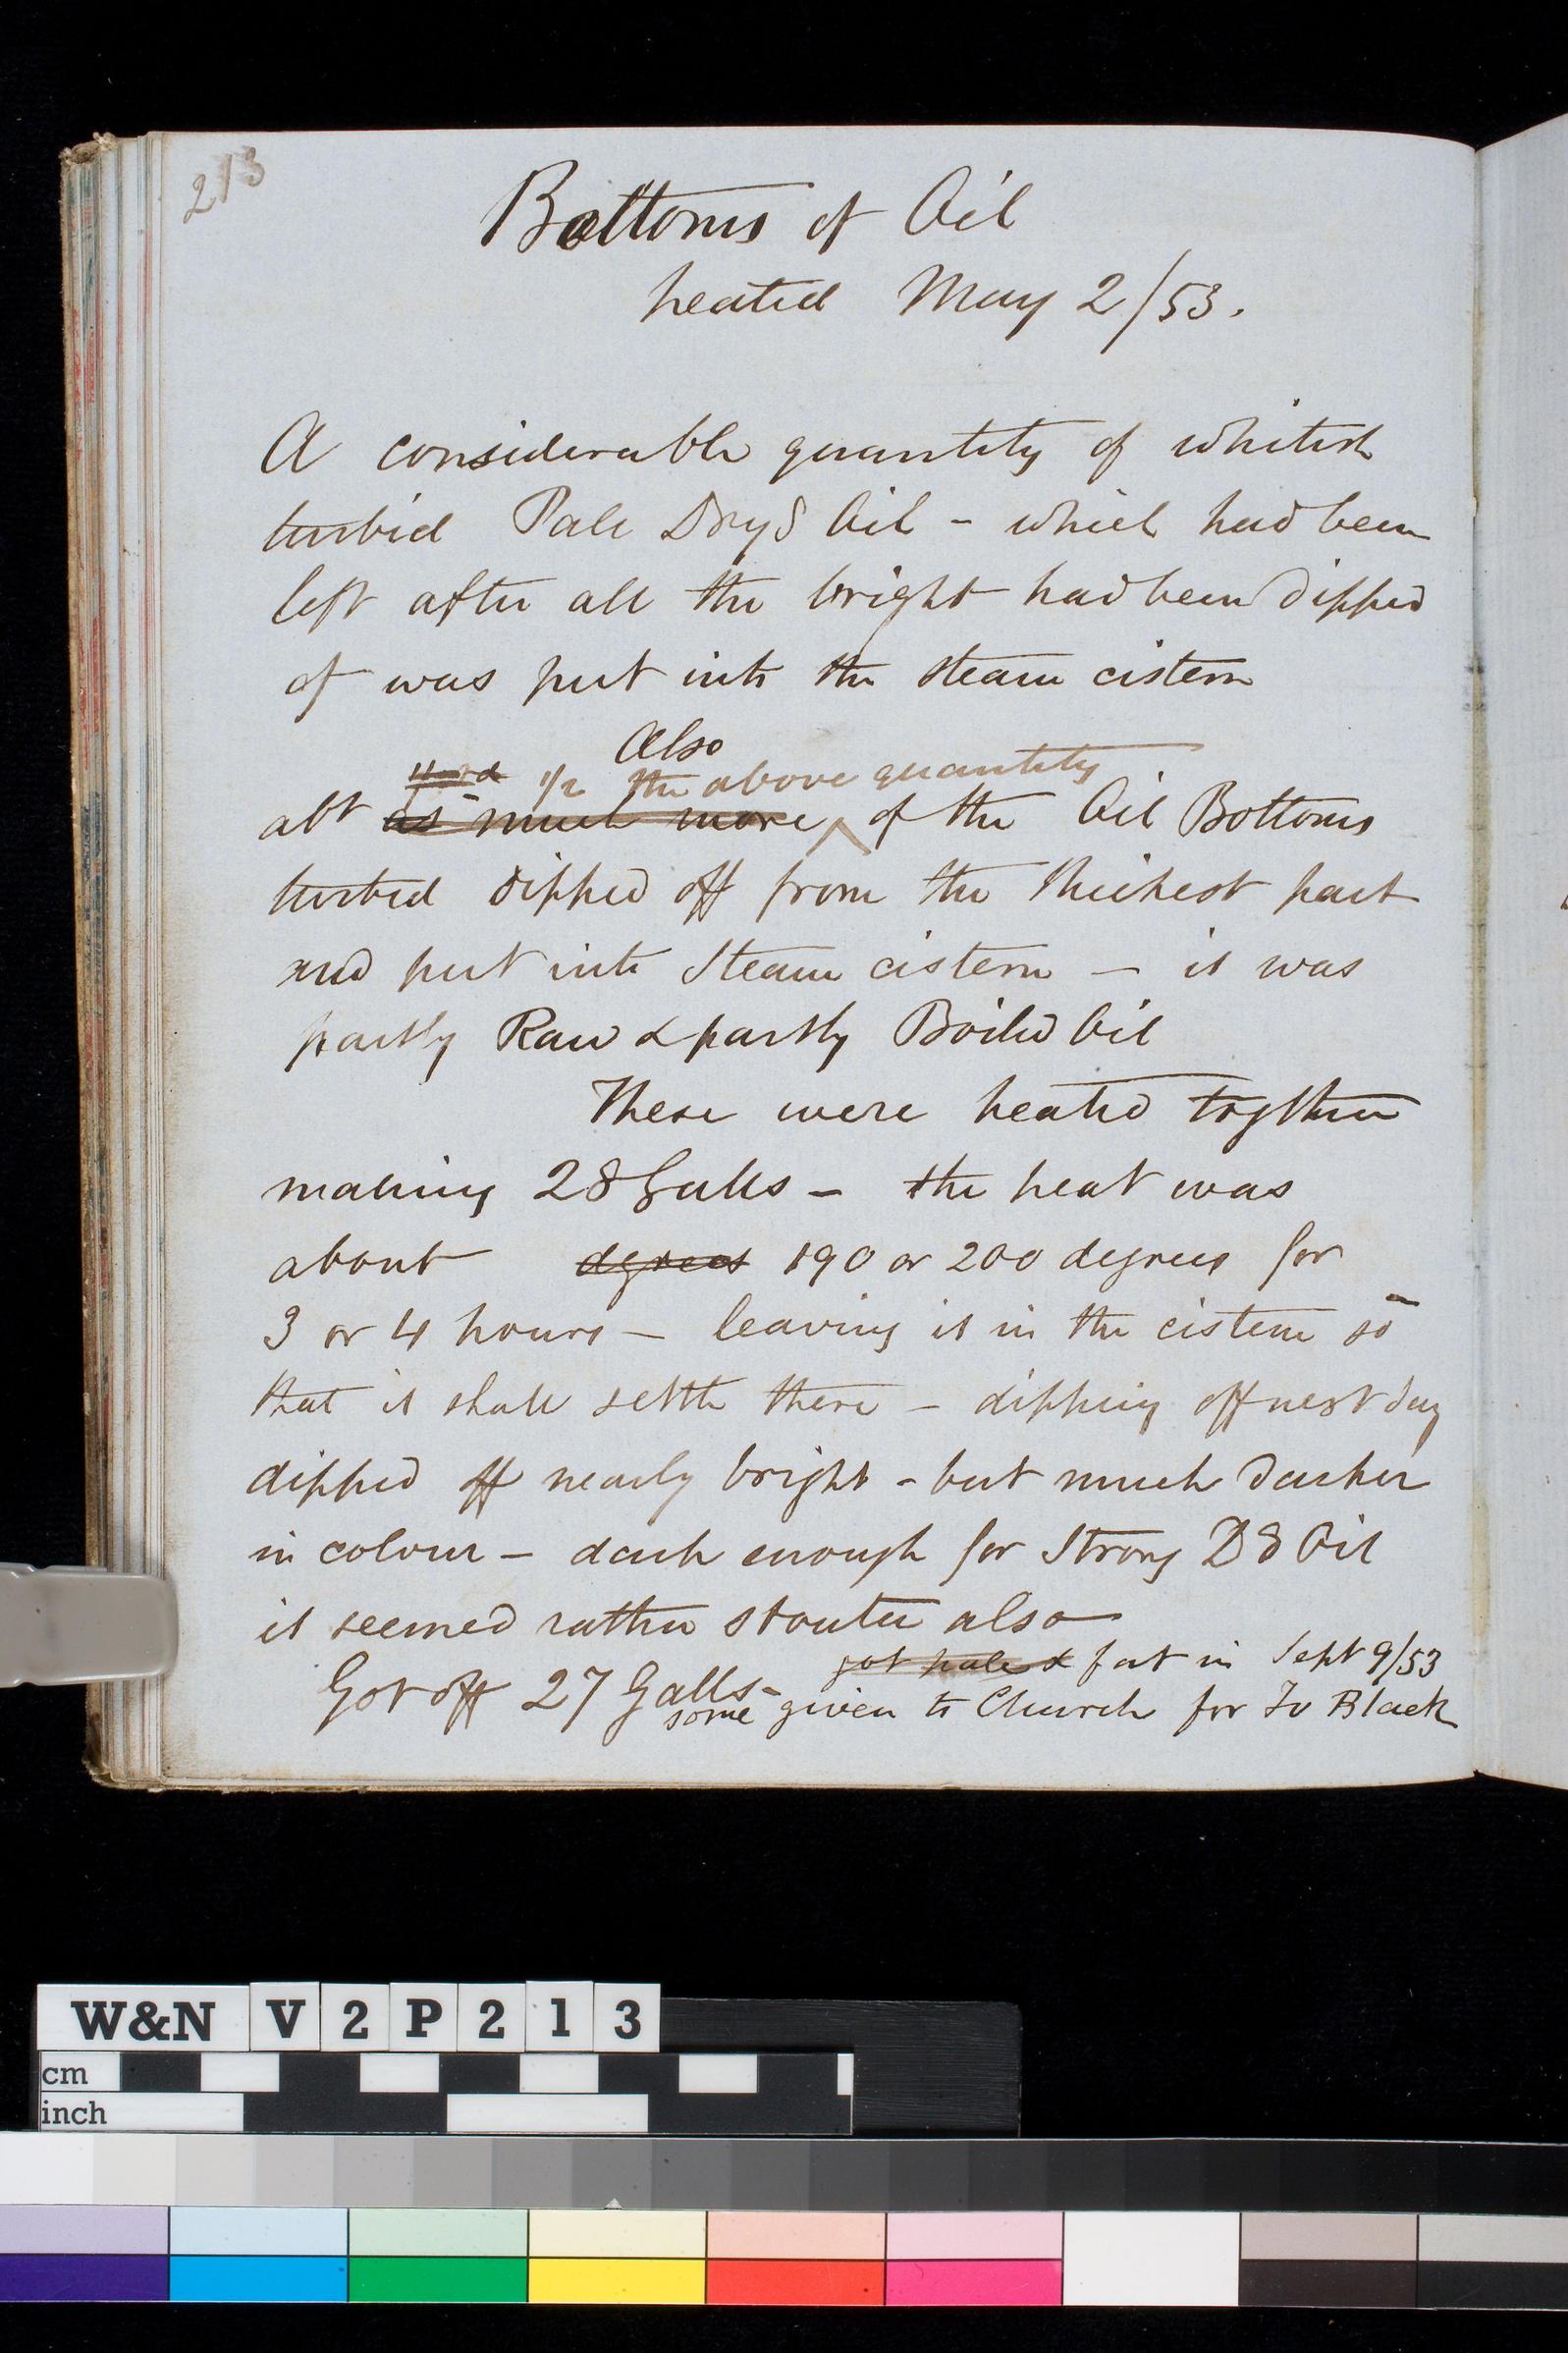 213
Bottoms of Oil
heated May 2/53.
A considerable quantity of whitish
turbid Pale Dryg Oil - which had been
left after all the bright had been dipped
of was put into the steam cistern
Also
1/2 the above quantity
abt as much more of the Oil Bottoms
turbid dipped off from the thickest part
and put into Steam cistern — it was
partly Raw & partly Boiled Oil
These were heated together
making 28 Galls — the heat was
about degrees 190 or 200 degrees for
3 or 4 hours — leaving it in the cistern so
that it shall settle there — dipping off next day
dipped off nearly bright - but much darker
in colour — dark enough for Strong D g Oil
it seemed rather stouter also
got pale & fat in Sept 9/53
Got off 27 Galls -
some given to Church for Iv Black
W&N V 2 P 2 1 3
cm
inch